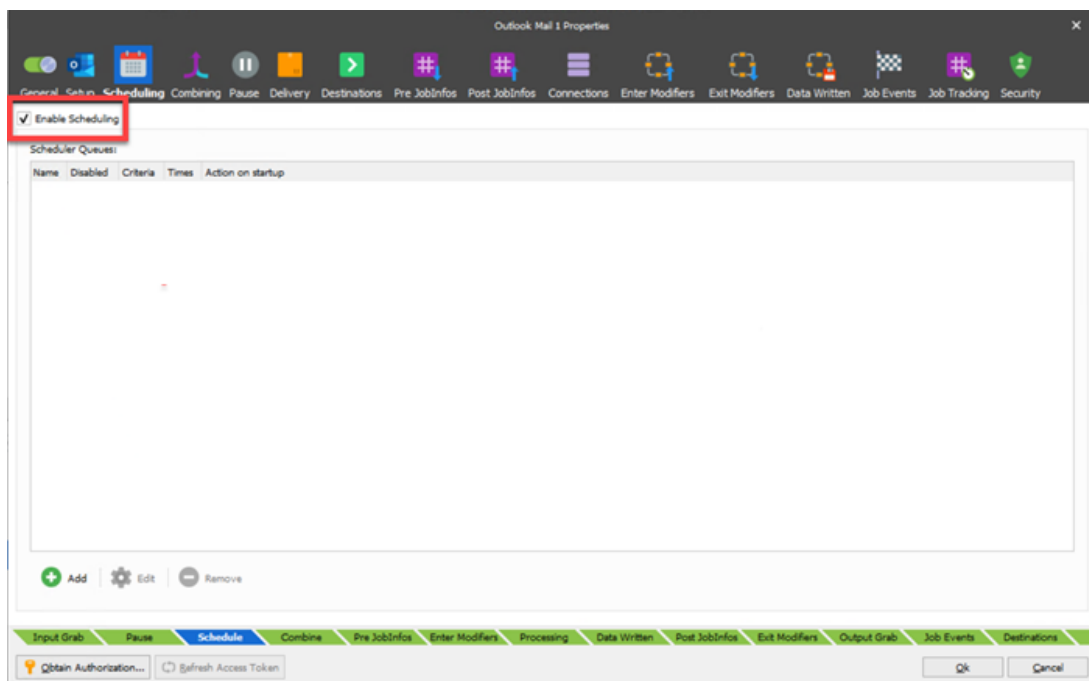 Outlook Mail 1 Properties
General Setup Scheduling Combining Pause Delivery Destinations Pre JobInfos Post JobInfos Connections Enter Modifiers Exit Modifiers Data Written Job Events Job Tracking Security
Enable Scheduling
Scheduler Queues:
Name Disabled Criteria Times Action on startup
Add Edit Remove
Input Grab Pause Schedule Combine Pre JobInfos Enter Modifiers Processing Data Written Post JobInfos Exit Modifiers Output Grab Job Events Destinations
Obtain Authorization... Refresh Access Token Ok Cancel